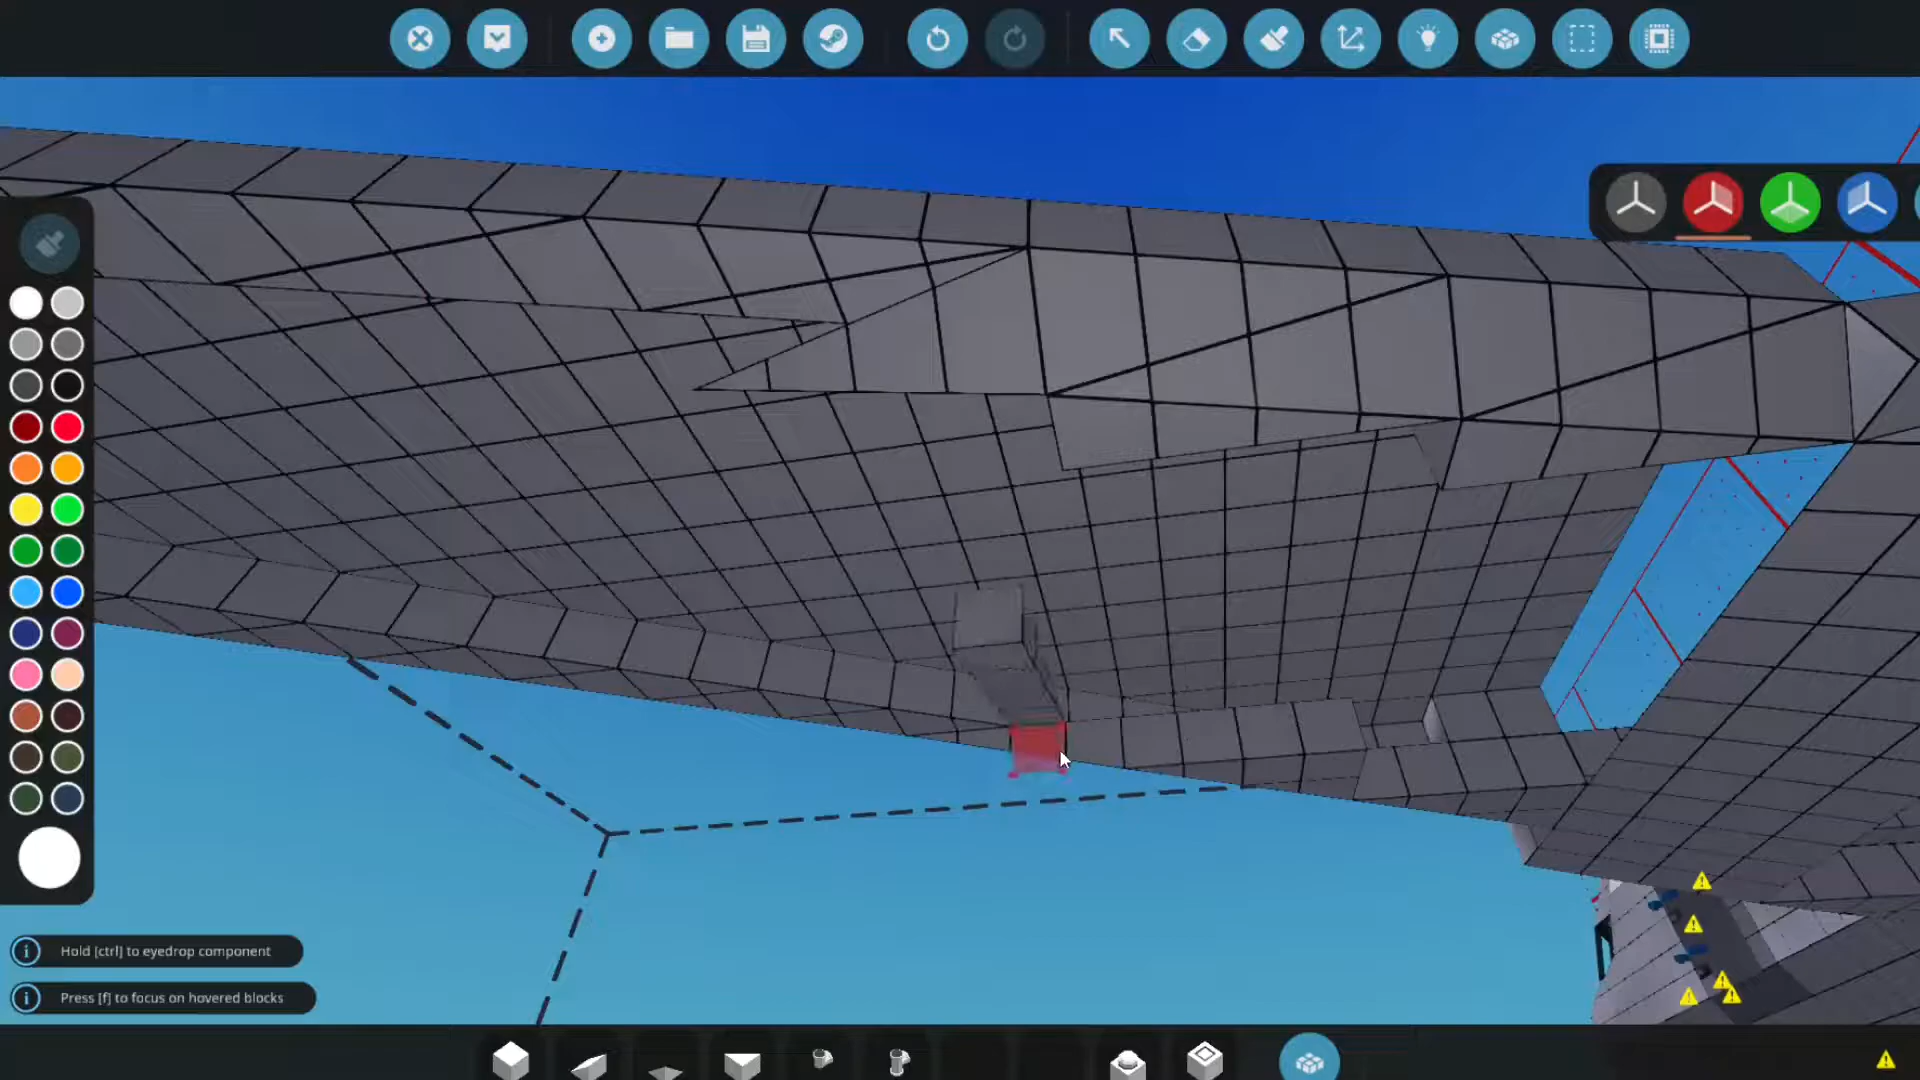 Hold [ctrl] to eyedrop component
Press [f] to focus on hovered blocks